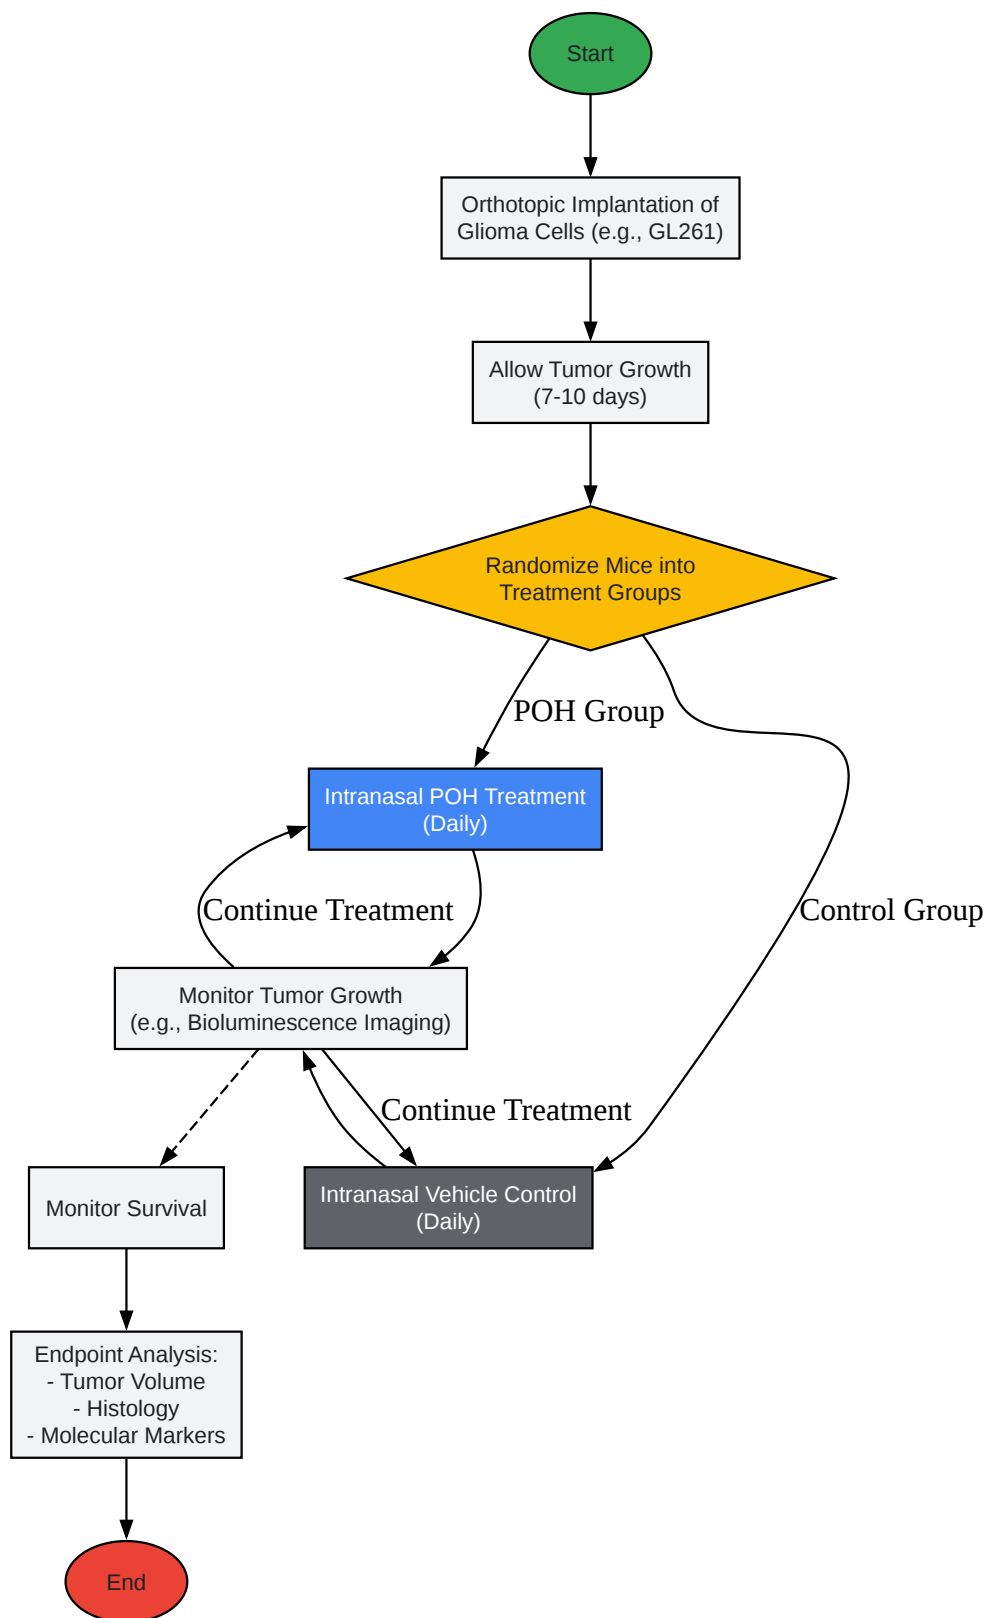 Start
Orthotopic Implantation of
Glioma Cells (e.g., GL261)
Allow Tumor Growth
(7-10 days)
Randomize Mice into
Treatment Groups
POH Group
Intranasal POH Treatment
(Daily)
Continue Treatment
Control Group
Monitor Tumor Growth
(e.g., Bioluminescence Imaging)
Continue Treatment
Monitor Survival
Intranasal Vehicle Control
(Daily)
Endpoint Analysis:
- Tumor Volume
- Histology
- Molecular Markers
End